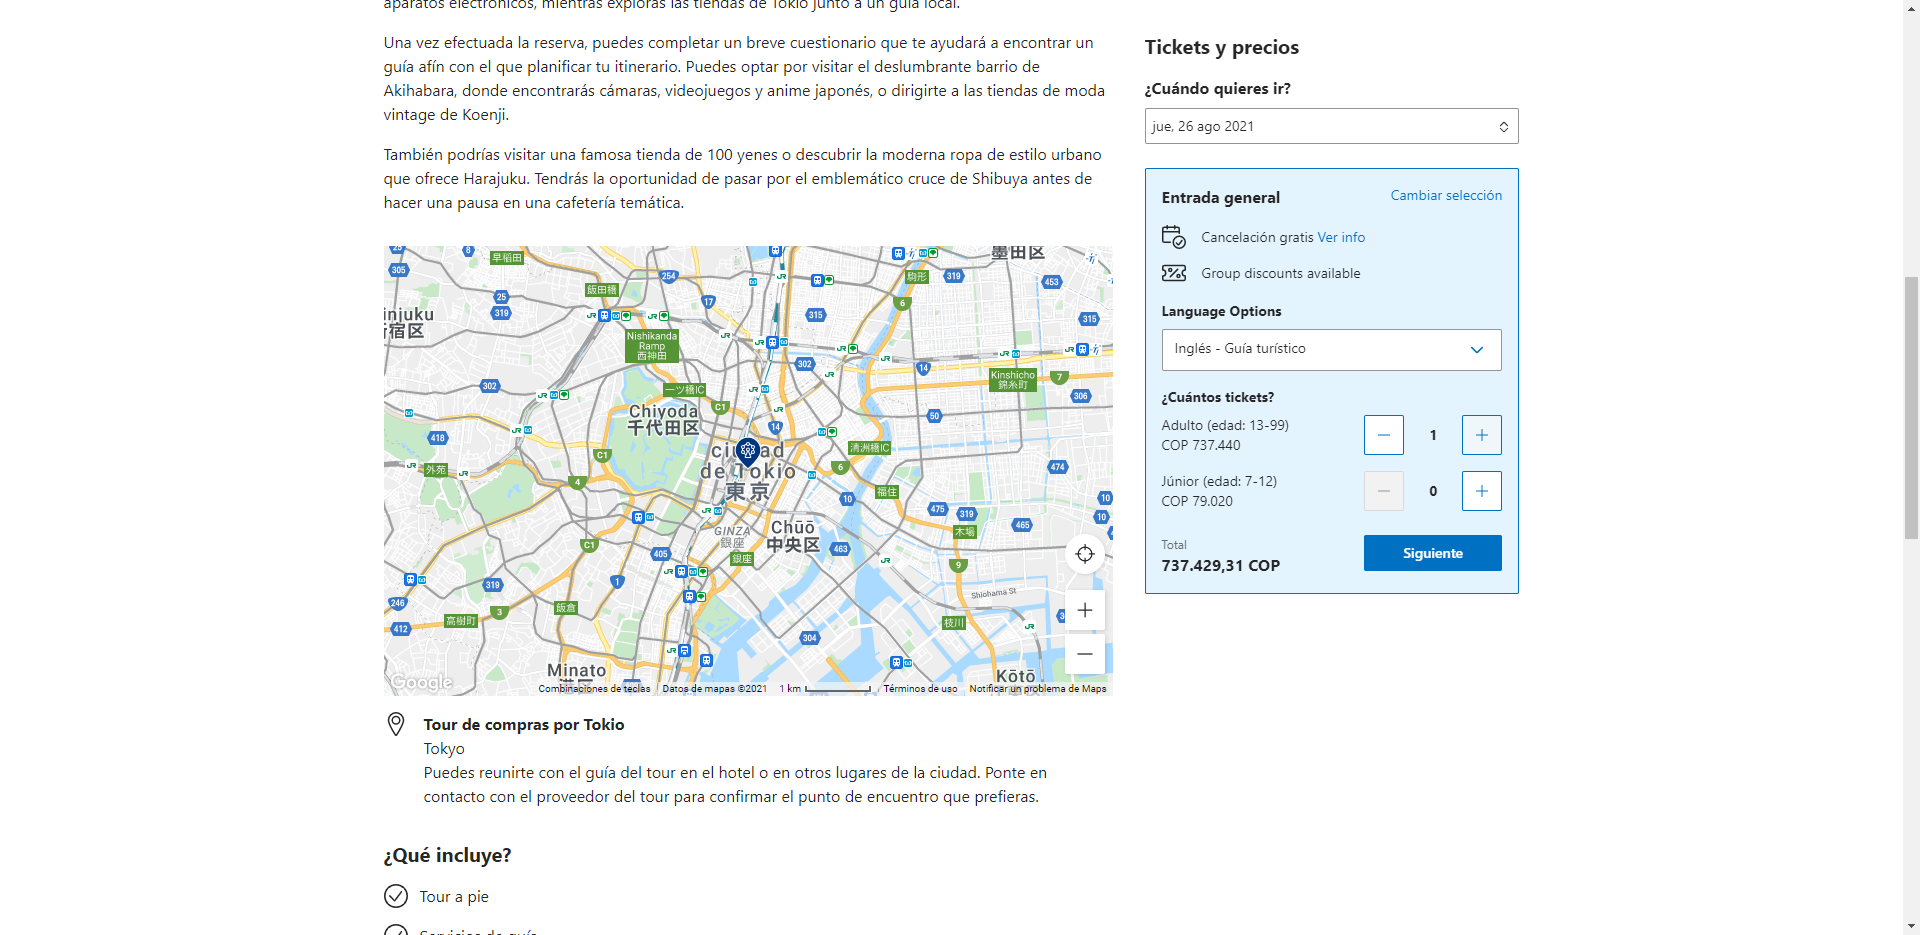 aparatos electrónicos, mientras exploras las tiendas de Tokio junto a un guía local.
Una vez efectuada la reserva, puedes completar un breve cuestionario que te ayudará a encontrar un
guía afín con el que planificar tu itinerario. Puedes optar por visitar el deslumbrante barrio de
Akihabara, donde encontrarás cámaras, videojuegos y anime japonés, o dirigirte a las tiendas de moda
vintage de Koenji.
También podrías visitar una famosa tienda de 100 yenes o descubrir la moderna ropa de estilo urbano
que ofrece Harajuku. Tendrás la oportunidad de pasar por el emblemático cruce de Shibuya antes de
hacer una pausa en una cafetería temática.
早稲田
墨田区
駒形
飯田橋
Nishikanda
Ramp
西神田
Kinshicho
錦糸町
一ツ橋IC
Chiyoda
千代田区
ciudad
de Tokio
東京
清洲橋IC
外苑
福住
GINZA
銀座
Chūō
中央区
木場
銀座
飯倉
高樹町
枝川
Shiohama St
Minato
Kōtō
Google
Combinaciones de teclas
Datos de mapas ©2021
1 km
Términos de uso
Notificar un problema de Maps
Tour de compras por Tokio
Tokyo
Puedes reunirte con el guía del tour en el hotel o en otros lugares de la ciudad. Ponte en
contacto con el proveedor del tour para confirmar el punto de encuentro que prefieras.
¿Qué incluye?
Tour a pie
Servicios de guía
Tickets y precios
¿Cuándo quieres ir?
jue, 26 ago 2021
Entrada general
Cambiar selección
Cancelación gratis Ver info
Group discounts available
Language Options
Inglés - Guía turístico
¿Cuántos tickets?
Adulto (edad: 13-99)
COP 737.440
1
Júnior (edad: 7-12)
COP 79.020
0
Total
737.429,31 COP
Siguiente